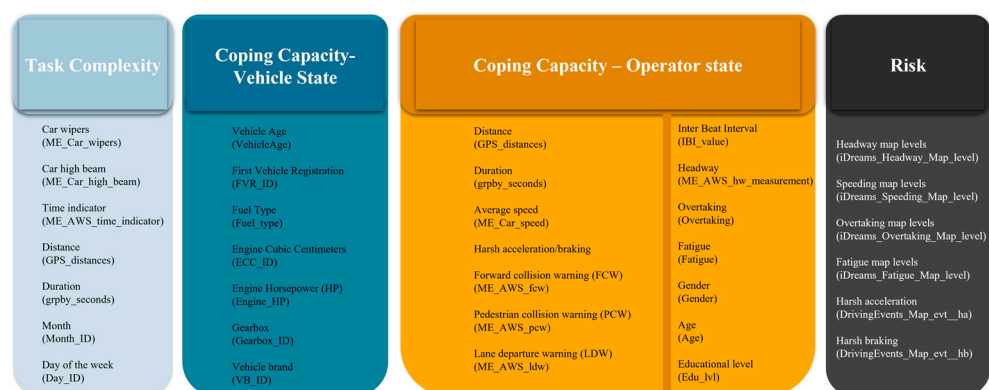 Task Complexity
Car wipers
(ME_Car_wipers)
Car high beam
(ME_Car_high_beam)
Time indicator
(ME_AWS_time_indicator)
Distance
(GPS_distances)
Duration
(grpby_seconds)
Month
(Month_ID)
Day of the week
(Day_ID)
Coping Capacity-
Vehicle State
Vehicle Age
(VehicleAge)
First Vehicle Registration
(FVR_ID)
Fuel Type
(Fuel_type)
Engine Cubic Centimeters
(ECC_ID)
Engine Horsepower (HP)
(Engine_HP)
Gearbox
(Gearbox_ID)
Vehicle brand
(VB_ID)
Coping Capacity – Operator state
Distance
(GPS_distances)
Duration
(grpby_seconds)
Average speed
(ME_Car_speed)
Harsh acceleration/braking
Forward collision warning (FCW)
(ME_AWS_fcw)
Pedestrian collision warning (PCW)
(ME_AWS_pcw)
Lane departure warning (LDW)
(ME_AWS_ldw)
Inter Beat Interval
(IBI_value)
Headway
(ME_AWS_hw_measurement)
Overtaking
(Overtaking)
Fatigue
(Fatigue)
Gender
(Gender)
Age
(Age)
Educational level
(Edu_lvl)
Risk
Headway map levels
(iDreams_Headway_Map_level)
Speeding map levels
(iDreams_Speeding_Map_level)
Overtaking map levels
(iDreams_Overtaking_Map_level)
Fatigue map levels
(iDreams_Fatigue_Map_level)
Harsh acceleration
(DrivingEvents_Map_evt__ha)
Harsh braking
(DrivingEvents_Map_evt__hb)